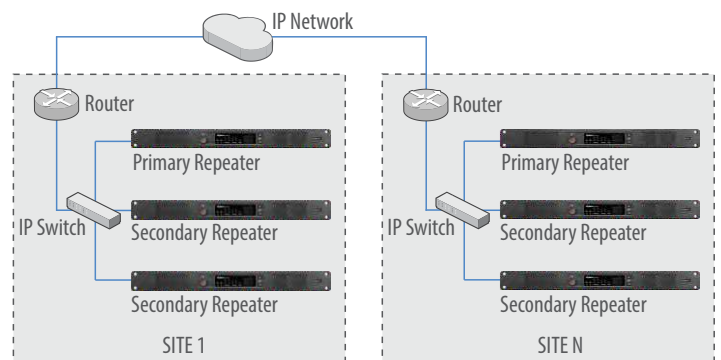 IP Network
Router
Primary Repeater
IP Switch
Secondary Repeater
Secondary Repeater
SITE 1
Router
Primary Repeater
IP Switch
Secondary Repeater
Secondary Repeater
SITE N